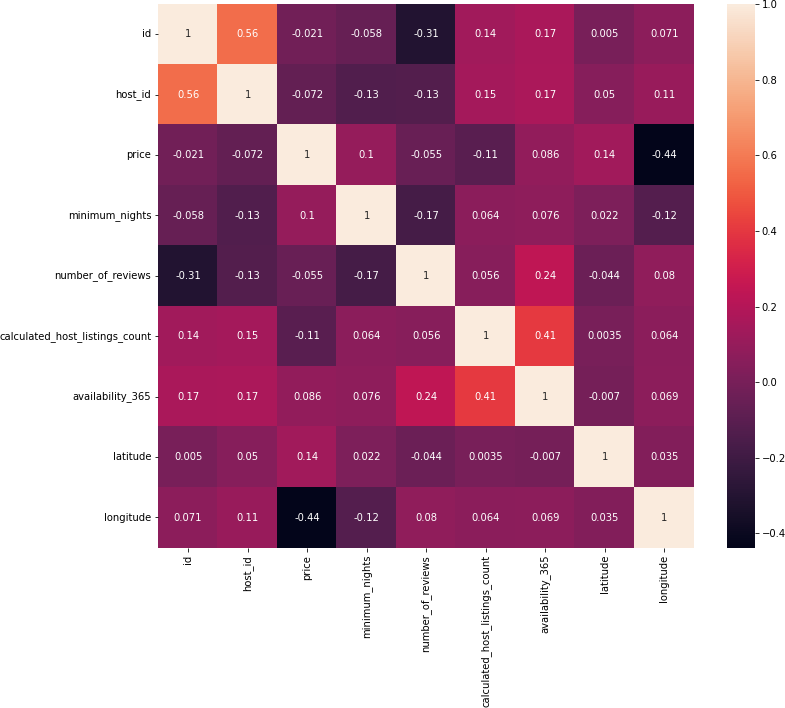 id 1 0.56 -0.021 -0.058 -0.31 0.14 0.17 0.005 0.071
host_id 0.56 1 -0.072 -0.13 -0.13 0.15 0.17 0.05 0.11
price -0.021 -0.072 1 0.1 -0.055 -0.11 0.086 0.14 -0.44
minimum_nights -0.058 -0.13 0.1 1 -0.17 0.064 0.076 0.022 -0.12
number_of_reviews -0.31 -0.13 -0.055 -0.17 1 0.056 0.24 -0.044 0.08
calculated_host_listings_count 0.14 0.15 -0.11 0.064 0.056 1 0.41 0.0035 0.064
availability_365 0.17 0.17 0.086 0.076 0.24 0.41 1 -0.007 0.069
latitude 0.005 0.05 0.14 0.022 -0.044 0.0035 -0.007 1 0.035
longitude 0.071 0.11 -0.44 -0.12 0.08 0.064 0.069 0.035 1
id
host_id
price
minimum_nights
number_of_reviews
calculated_host_listings_count
availability_365
latitude
longitude
1.0
0.8
0.6
0.4
0.2
0.0
−0.2
−0.4